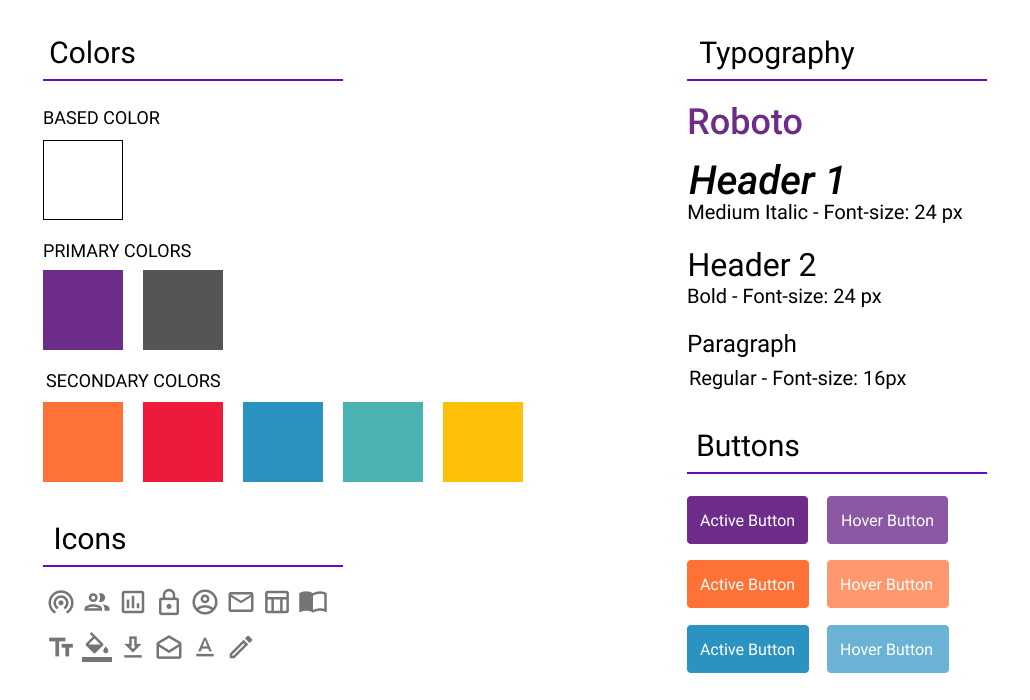 Colors
BASED COLOR
PRIMARY COLORS
SECONDARY COLORS
Icons
Typography
Roboto
Header 1
Medium Italic - Font-size: 24 px
Header 2
Bold - Font-size: 24 px
Paragraph
Regular - Font-size: 16px
Buttons
Active Button Hover Button
Active Button Hover Button
Active Button Hover Button